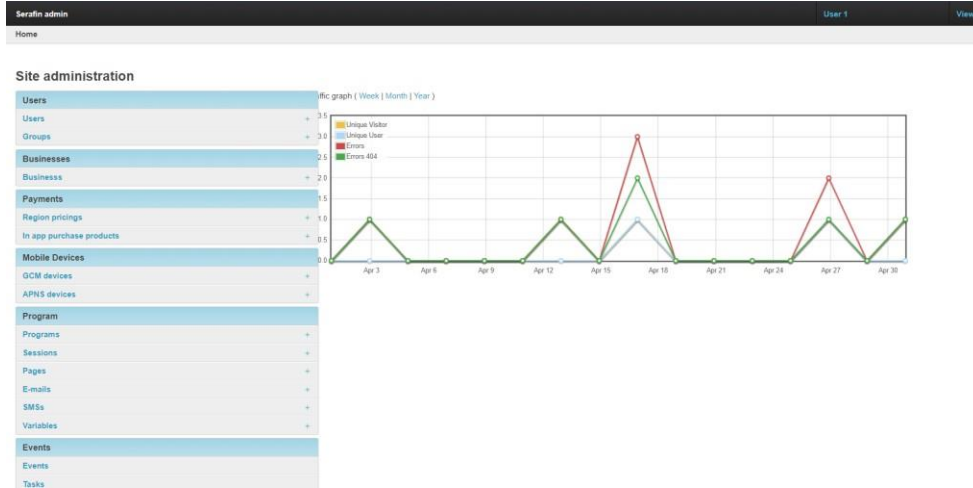 Serafin admin
User 1
View
Home
Site administration
Users
Users +
Groups +
Businesses
Businesss +
Payments
Region pricings +
In app purchase products +
Mobile Devices
GCM devices +
APNS devices +
Program
Programs +
Sessions +
Pages +
E-mails +
SMSs +
Variables +
Events
Events
Tasks
ffic graph ( Week | Month | Year )
3.5
3.0
2.5
2.0
1.5
1.0
0.5
0.0
Unique Visitor
Unique User
Errors
Errors 404
Apr 3 Apr 6 Apr 9 Apr 12 Apr 15 Apr 18 Apr 21 Apr 24 Apr 27 Apr 30